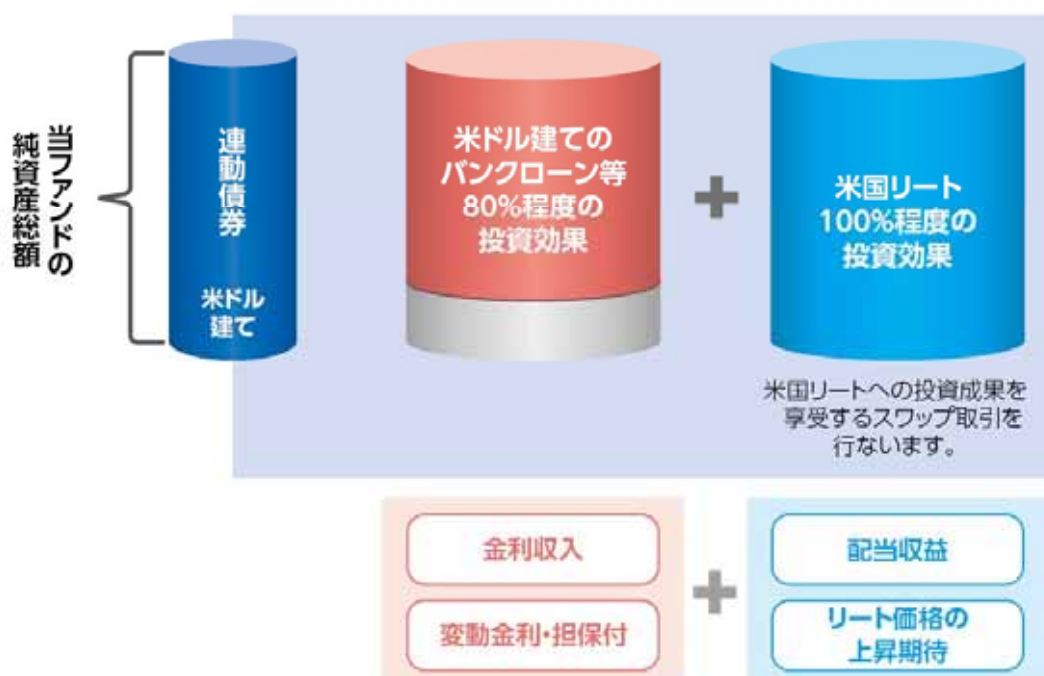 当ファンドの
純資産総額
連動債券
米ドル
建て
米ドル建ての
バンクローン等
80%程度の
投資効果
+
米国リート
100%程度の
投資効果
米国リートへの投資成果を
享受するスワップ取引を
行ないます。
金利収入
変動金利・担保付
+
配当収益
リート価格の
上昇期待